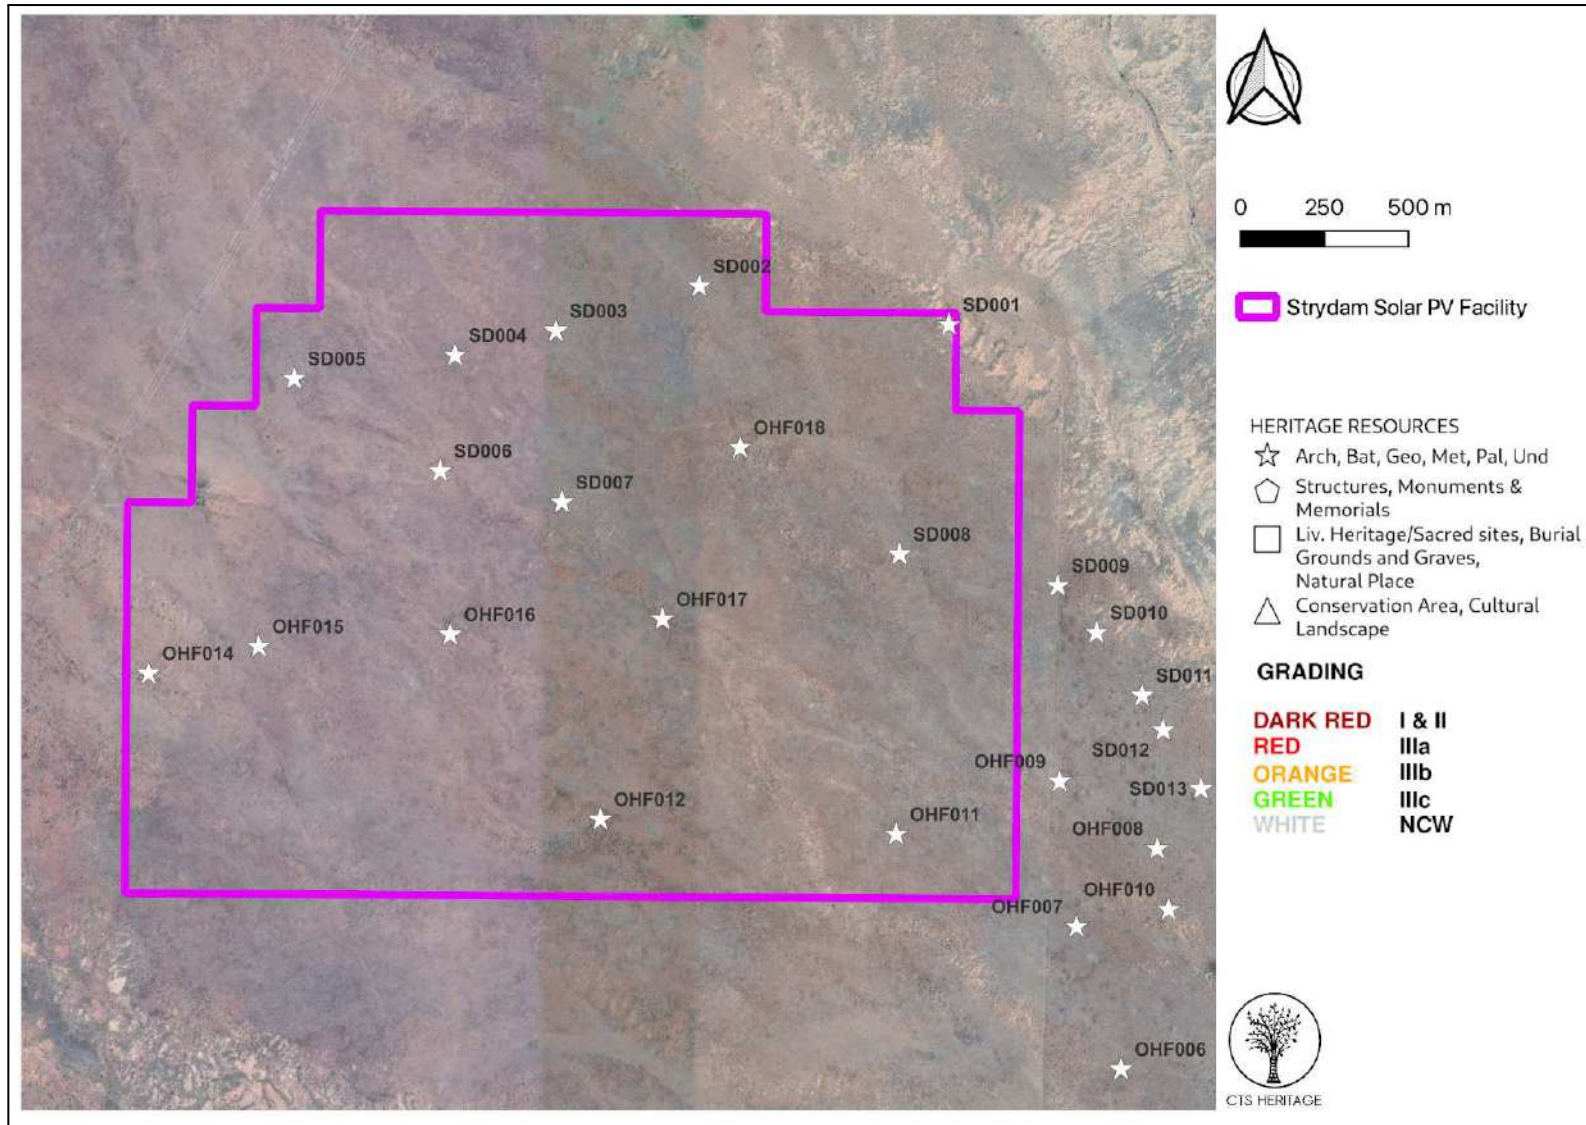 SD002
SD001
SD003
SD004
SD005
OHF018
SD006
SD007
SD008
SD009
OHF017
OHF016
SD010
OHF015
OHF014
SD011
SD012
OHF009
SD013
OHF012
OHF011
OHF008
OHF010
OHF007
OHF006
0 250 500 m
Strydam Solar PV Facility
HERITAGE RESOURCES
Arch, Bat, Geo, Met, Pal, Und
Structures, Monuments &
Memorials
Liv. Heritage/Sacred sites, Burial
Grounds and Graves,
Natural Place
Conservation Area, Cultural
Landscape
GRADING
DARK RED I & II
RED IIIa
ORANGE IIIb
GREEN IIIc
WHITE NCW
CTS HERITAGE